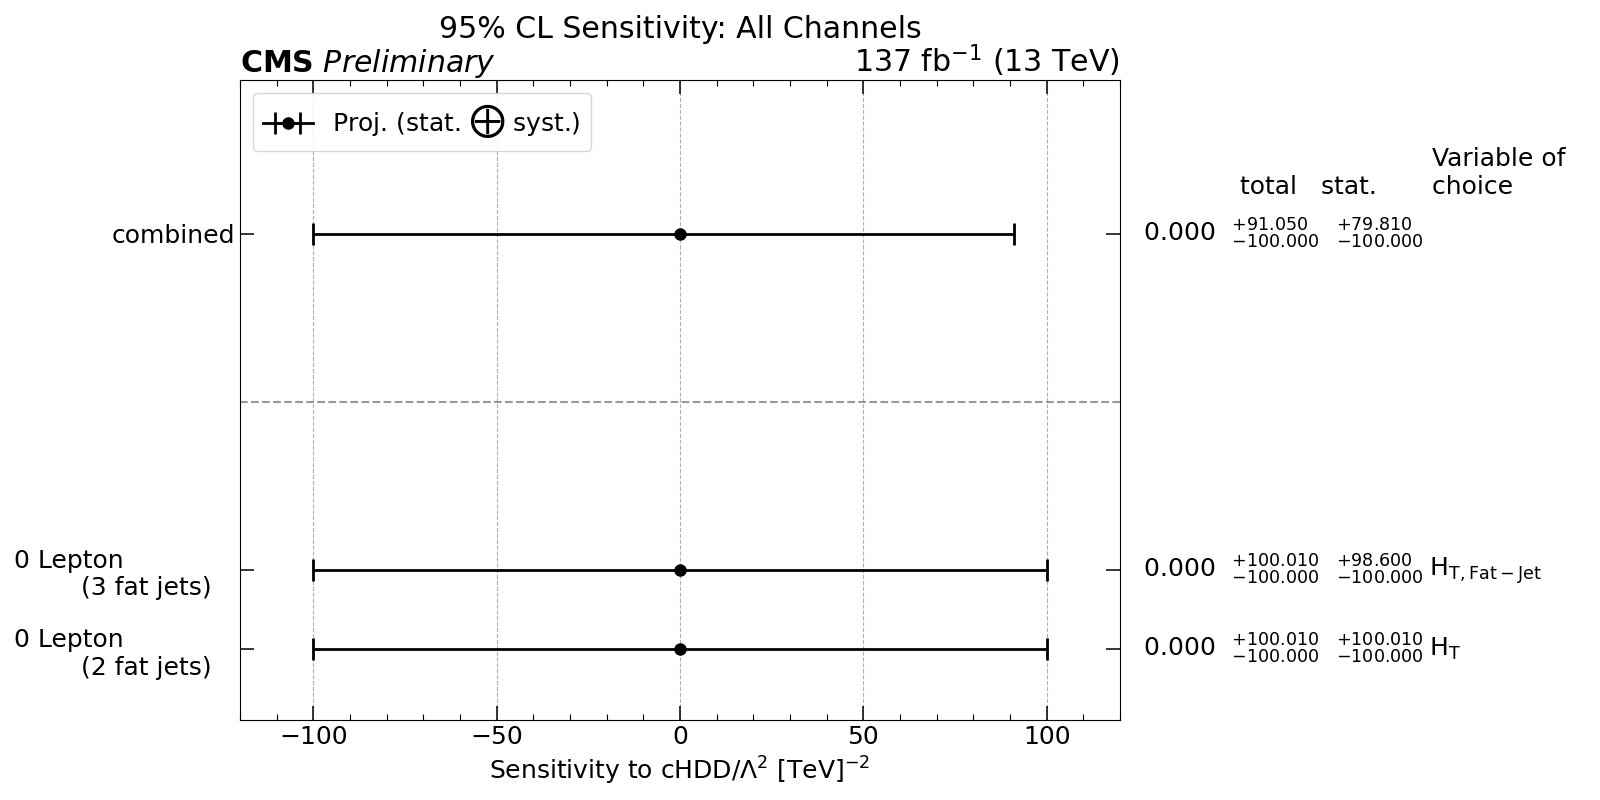 95% CL Sensitivity: All Channels
CMS Preliminary 137 fb⁻¹ (13 TeV)
Proj. (stat. ⊕ syst.)
Variable of
total stat. choice
combined 0.000 +91.050 −100.000 +79.810 −100.000
0 Lepton
(3 fat jets) 0.000 +100.010 −100.000 +98.600 −100.000 H_T, Fat−Jet
0 Lepton
(2 fat jets) 0.000 +100.010 −100.000 +100.010 −100.000 H_T
−100 −50 0 50 100
Sensitivity to cHDD/Λ² [TeV]⁻²